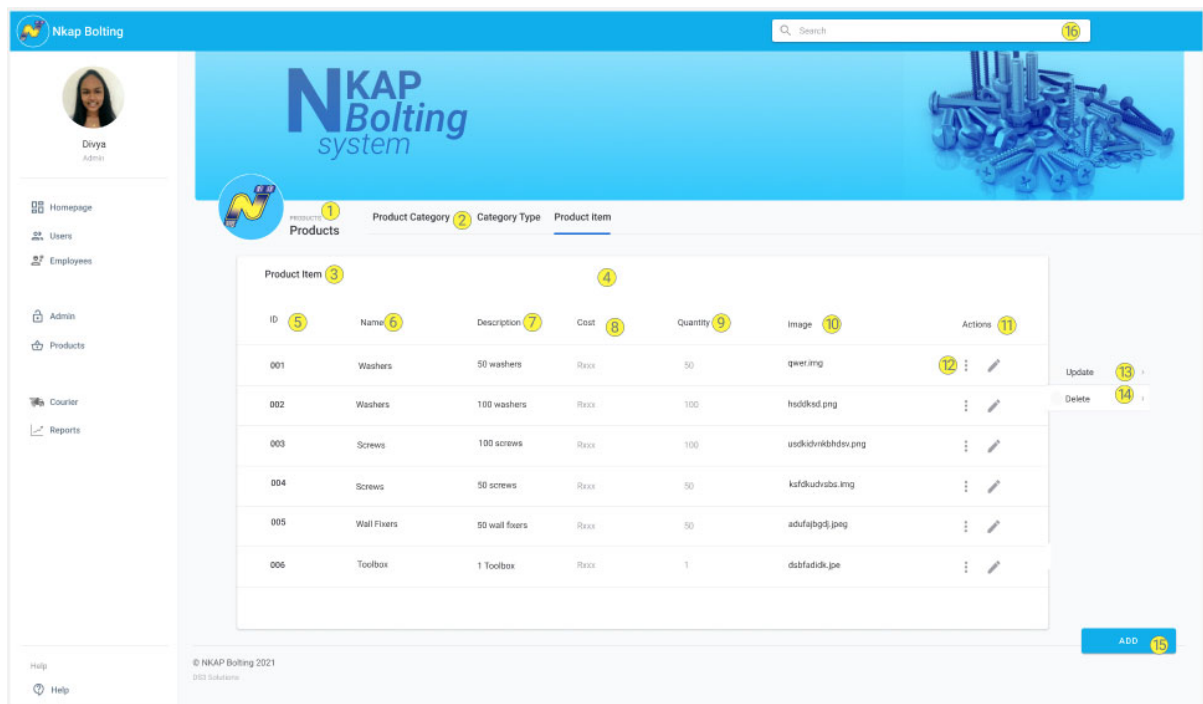 Nkap Bolting
Search 16
Divya
Admin
Homepage
Users
Employees
Admin
Products
Courier
Reports
Help
Help
NKAP
Bolting
system
PRODUCTS 1
Products
Product Category 2 Category Type Product Item
Product Item 3 4
ID 5 Name 6 Description 7 Cost 8 Quantity 9 Image 10 Actions 11
001 Washers 50 washers Rxxx 50 qwer.img 12
002 Washers 100 washers Rxxx 100 hsddksd.png
003 Screws 100 screws Rxxx 100 usdkidvnkbhdsv.png
004 Screws 50 screws Rxxx 50 ksfdkudvsbs.img
005 Wall Fixers 50 wall fixers Rxxx 50 adufajbgdj.jpeg
006 Toolbox 1 Toolbox Rxxx 1 dsbfadidk.jpe
Update 13
Delete 14
ADD 15
© NKAP Bolting 2021
DS3 Solutions